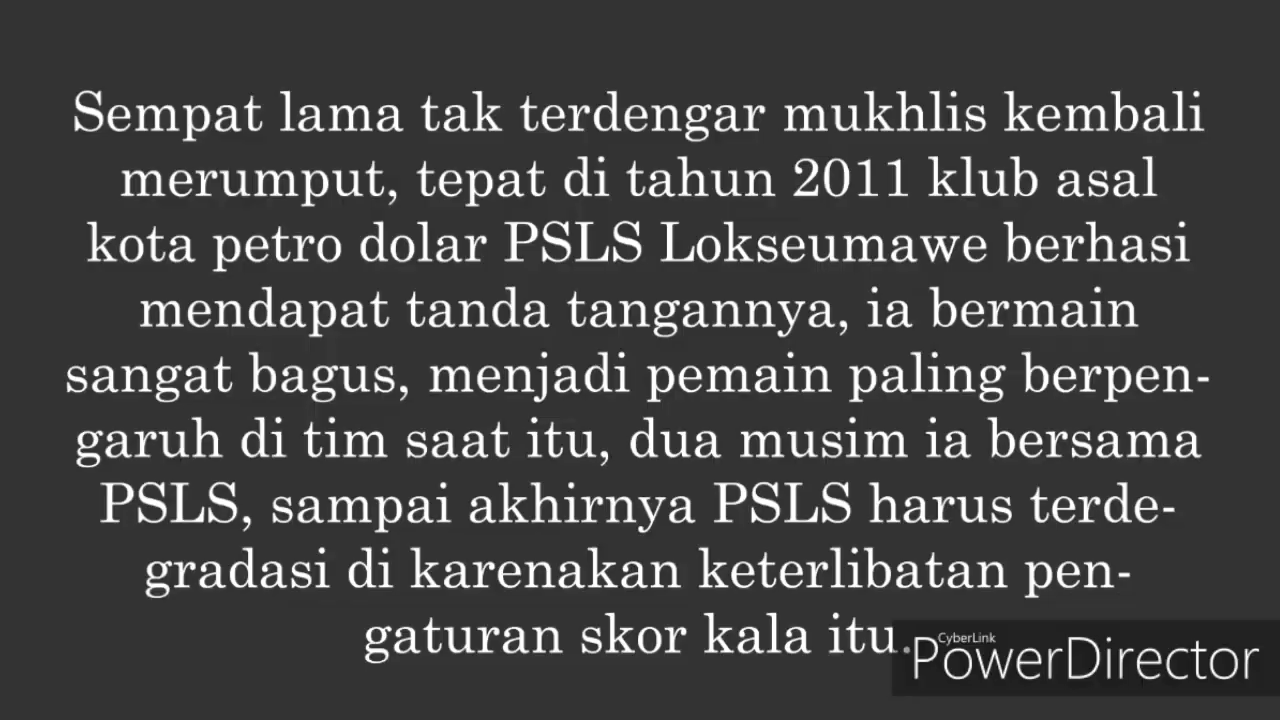 Sempat lama tak terdengar mukhlis kembali
merumput, tepat di tahun 2011 klub asal
kota petro dolar PSLS Lokseumawe berhasi
mendapat tanda tangannya, ia bermain
sangat bagus, menjadi pemain paling berpen-
garuh di tim saat itu, dua musim ia bersama
PSLS, sampai akhirnya PSLS harus terde-
gradasi di karenakan keterlibatan pen-
gaturan skor kala itu.
CyberLink
PowerDirector